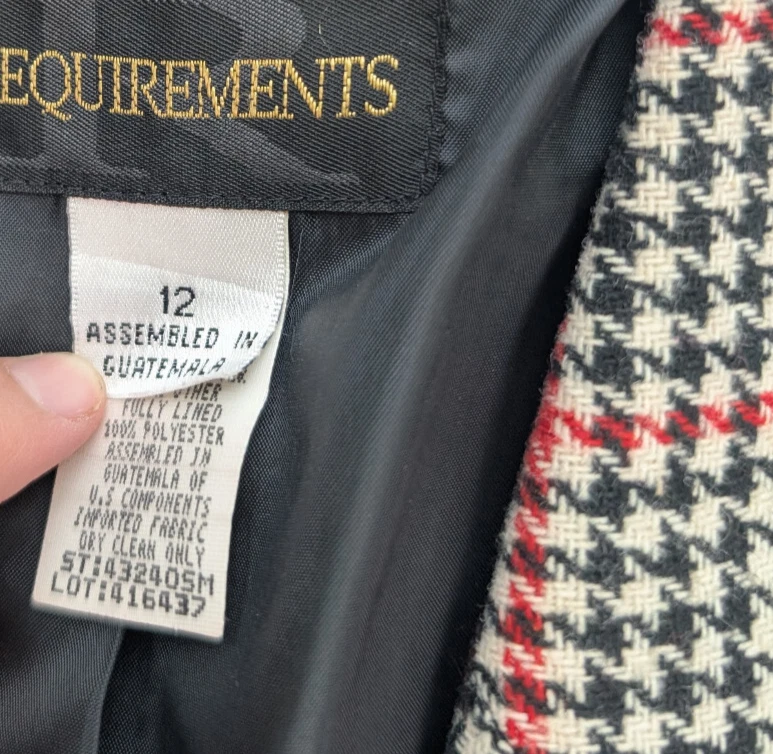 EQUIREMENTS
12
ASSEMBLED IN
GUATEMALA
OTHER
FULLY LINED
100% POLYESTER
ASSEMBLED IN
GUATEMALA OF
U.S COMPONENTS
IMPORTED FABRIC
DRY CLEAN ONLY
ST:432405M
LOT:416437